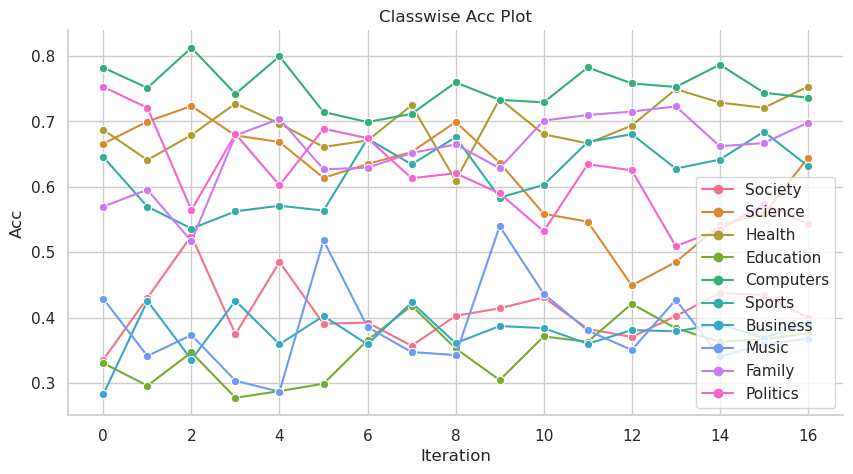 Classwise Acc Plot
Acc
0.8
0.7
0.6
0.5
0.4
0.3
0 2 4 6 8 10 12 14 16
Iteration
Society
Science
Health
Education
Computers
Sports
Business
Music
Family
Politics